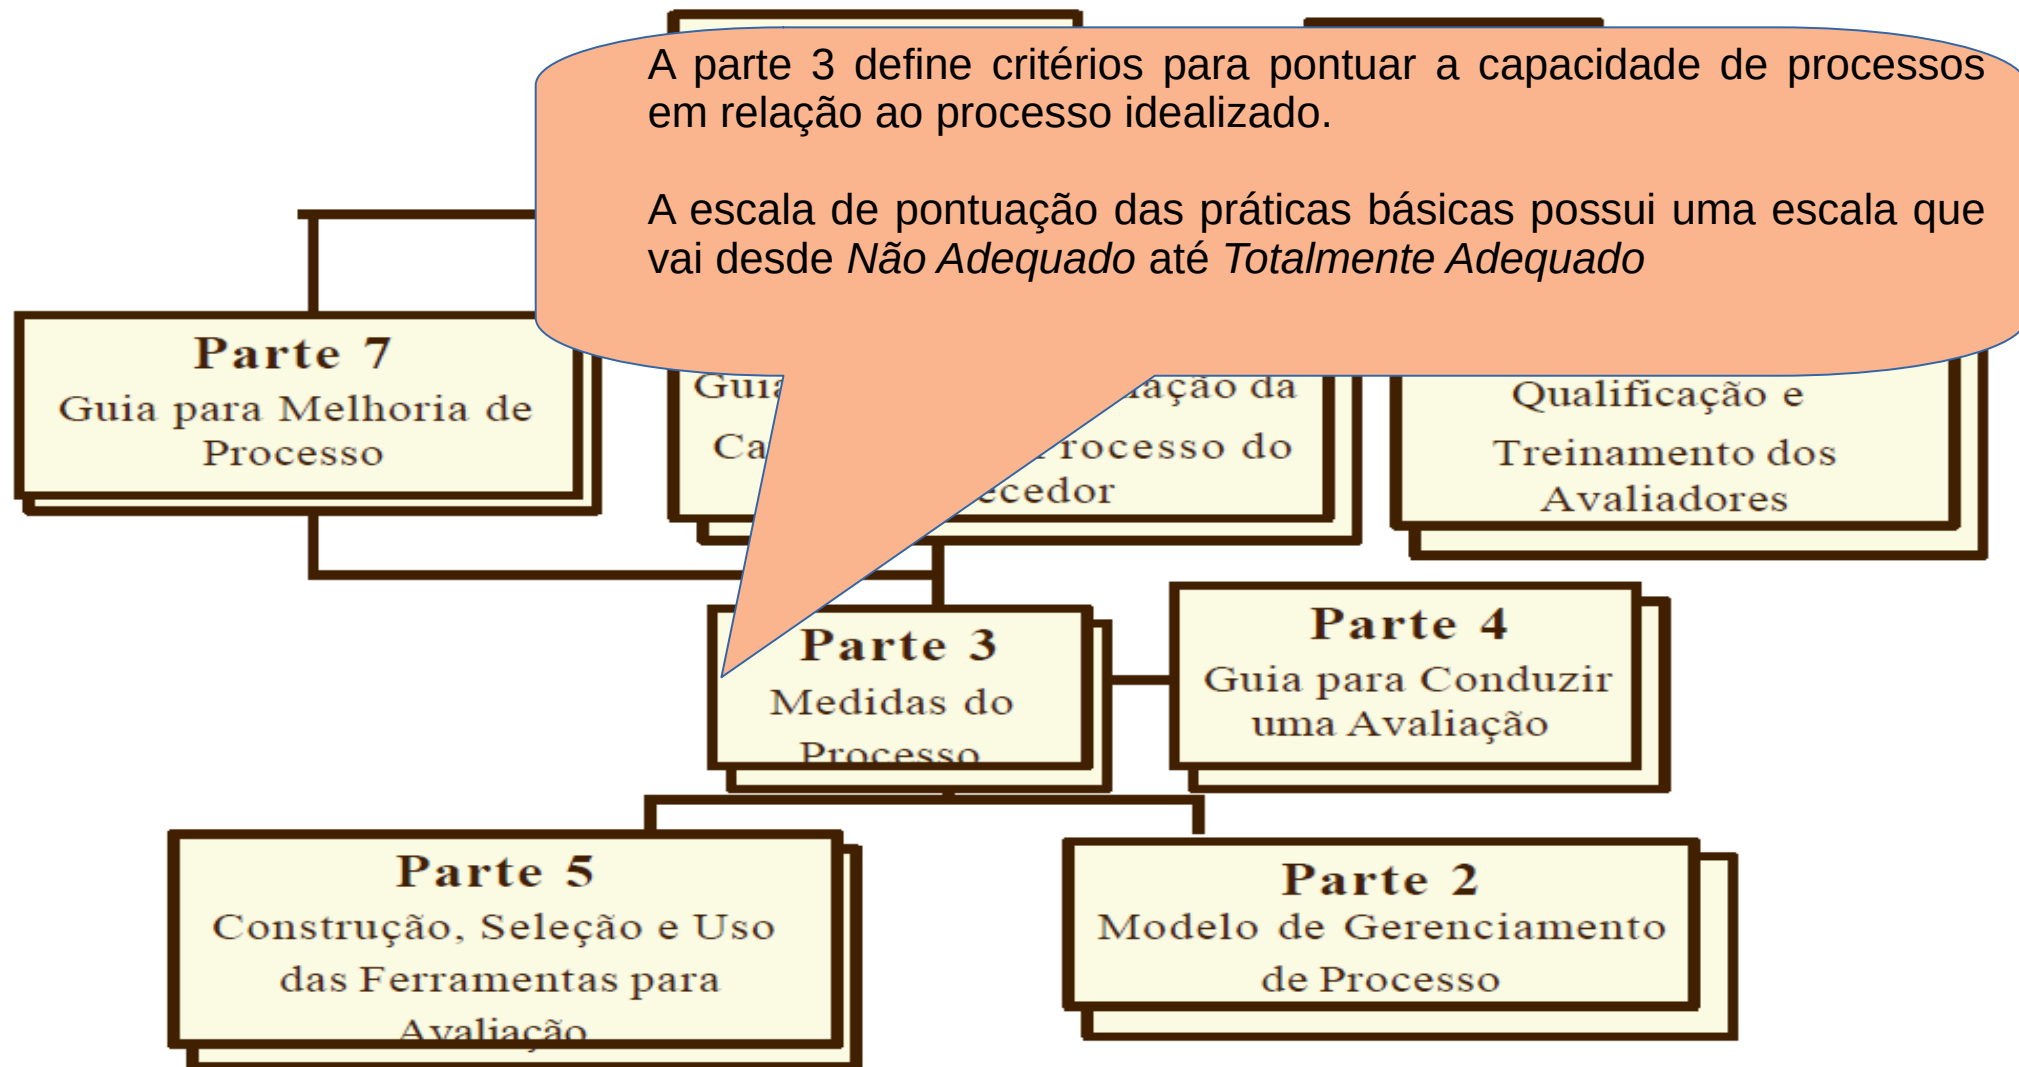 A parte 3 define critérios para pontuar a capacidade de processos
em relação ao processo idealizado.
A escala de pontuação das práticas básicas possui uma escala que
vai desde Não Adequado até Totalmente Adequado
Parte 7
Guia para Melhoria de
Processo
da
do
Qualificação e
Treinamento dos
Avaliadores
Parte 3
Medidas do
Processo
Parte 4
Guia para Conduzir
uma Avaliação
Parte 5
Construção, Seleção e Uso
das Ferramentas para
Avaliação
Parte 2
Modelo de Gerenciamento
de Processo